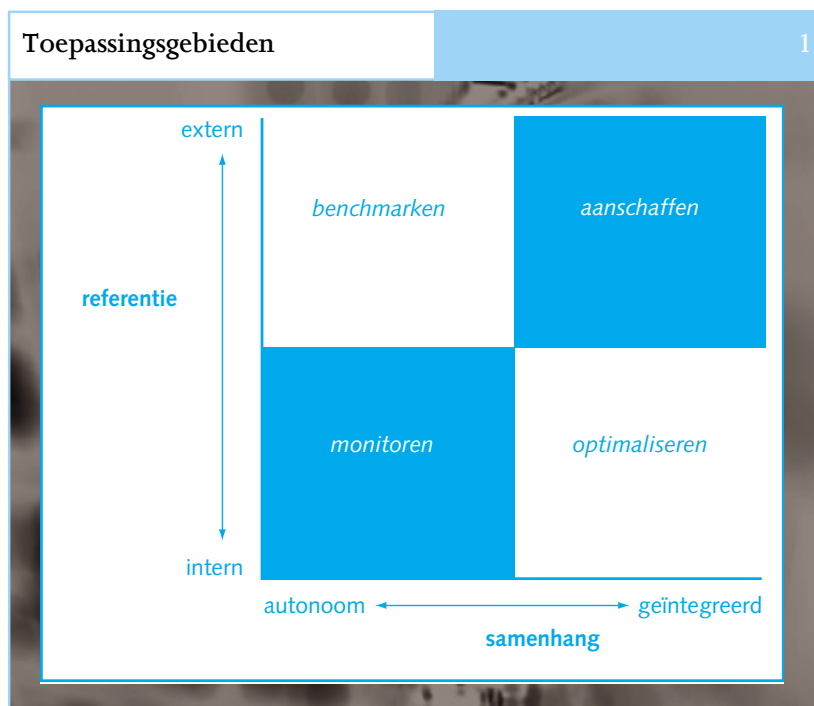 Toepassingsgebieden 1
extern
benchmarken aanschaffen
referentie
monitoren optimaliseren
intern
autonoom geïntegreerd
samenhang